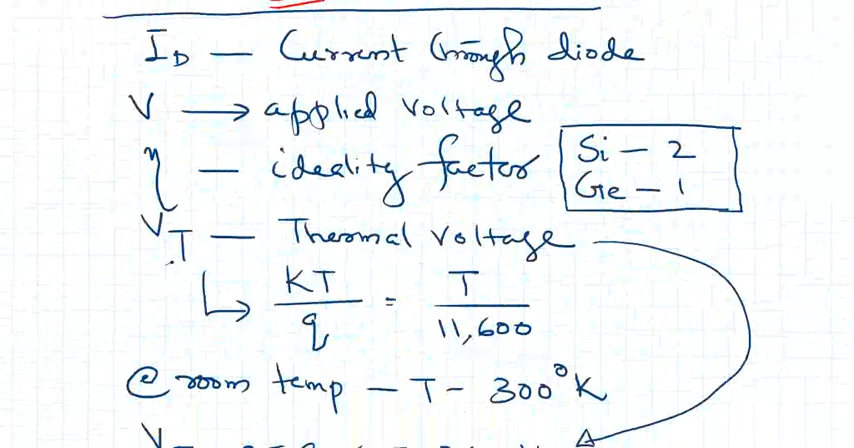 I_D — Current through diode
V → applied voltage
η — ideality factor
Si – 2
Ge – 1
V_T — Thermal voltage
↳ KT/q = T/11,600
@ room temp – T – 300°K
V